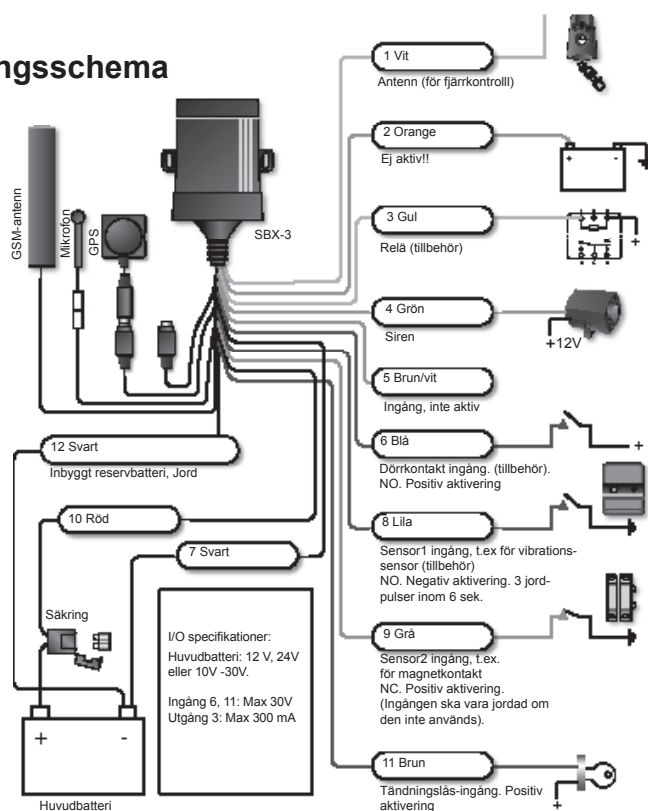 ngsschema
1 Vit
Antenn (för fjärrkontrolll)
2 Orange
Ej aktiv!!
+ -
3 Gul
Relä (tillbehör)
+
4 Grön
Siren
+12V
5 Brun/vit
Ingång, inte aktiv
6 Blå
Dörrkontakt ingång. (tillbehör).
NO. Positiv aktivering
+
8 Lila
Sensor1 ingång, t.ex för vibrations-
sensor (tillbehör)
NO. Negativ aktivering. 3 jord-
pulser inom 6 sek.
9 Grå
Sensor2 ingång, t.ex.
för magnetkontakt
NC. Positiv aktivering.
(Ingången ska vara jordad om
den inte används).
11 Brun
Tändningslås-ingång. Positiv
aktivering
+
GSM-antenn
Mikrofon
GPS
SBX-3
12 Svart
Inbyggt reservbatteri, Jord
10 Röd
7 Svart
Säkring
+ -
Huvudbatteri
I/O specifikationer:
Huvudbatteri: 12 V, 24V
eller 10V -30V.
Ingång 6, 11: Max 30V
Utgång 3: Max 300 mA